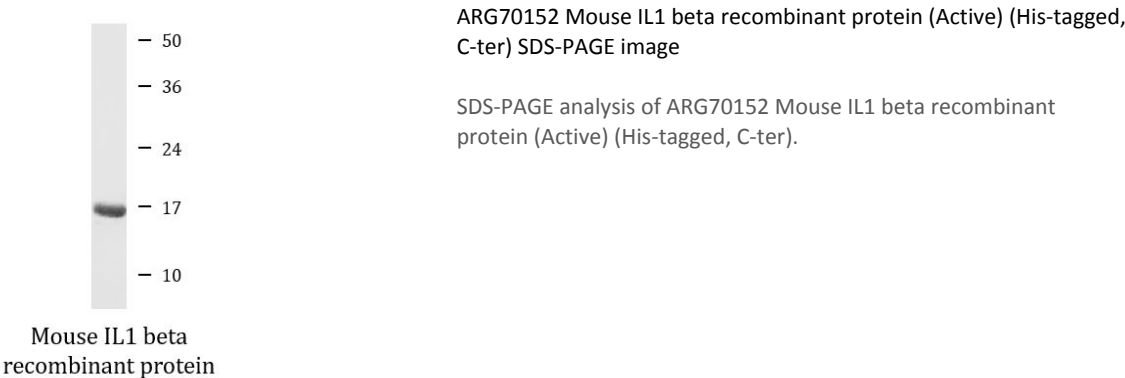 50
36
24
17
10
Mouse IL1 beta
recombinant protein
ARG70152 Mouse IL1 beta recombinant protein (Active) (His-tagged,
C-ter) SDS-PAGE image
SDS-PAGE analysis of ARG70152 Mouse IL1 beta recombinant
protein (Active) (His-tagged, C-ter).